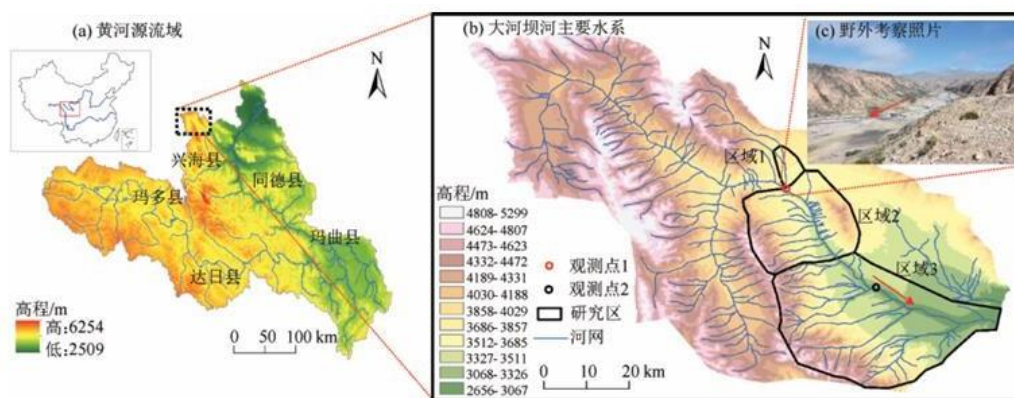 (a) 黄河源流域
N
兴海县
同德县
玛多县
玛曲县
达日县
高程/m
高:6254
低:2509
0 50 100 km
(b) 大河坝河主要水系
N
区域1
区域2
区域3
高程/m
4808-5299
4624-4807
4473-4623
4332-4472
4189-4331
4030-4188
3858-4029
3686-3857
3512-3685
3327-3511
3068-3326
2656-3067
观测点1
观测点2
研究区
河网
0 10 20 km
(c) 野外考察照片